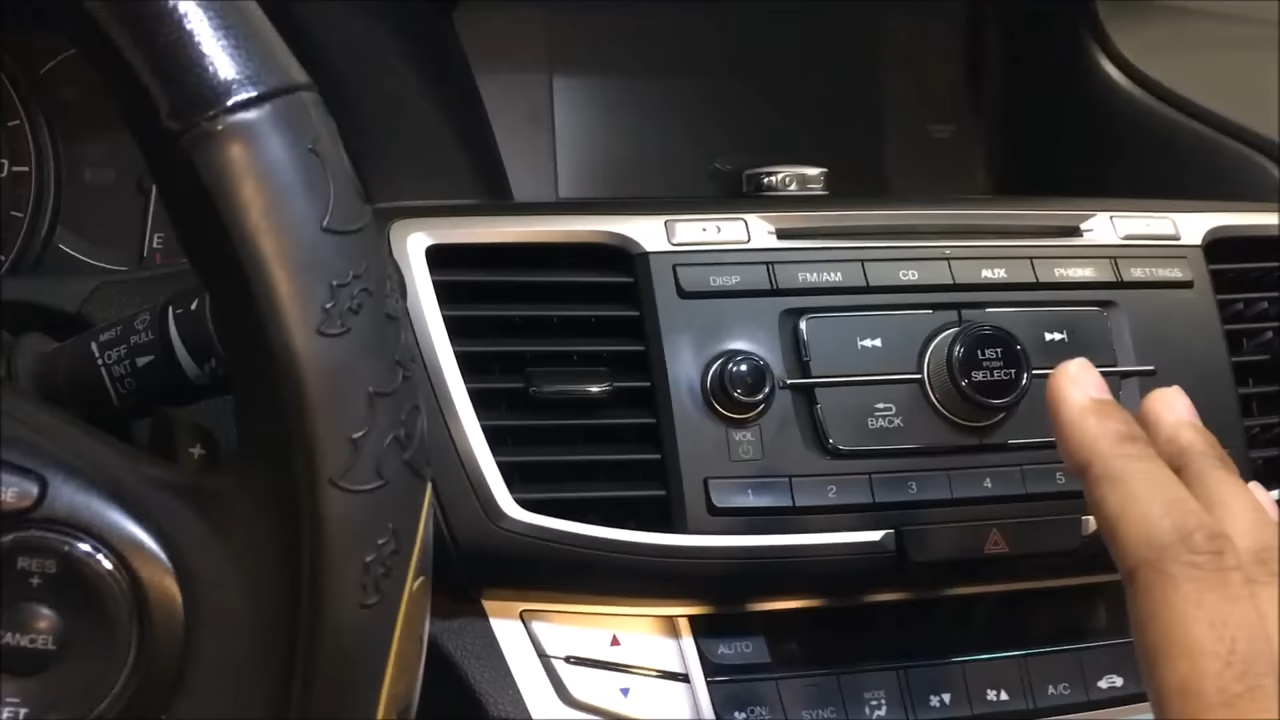 E
MIST
PULL
OFF
INT
LO
RES
+
CANCEL
DISP
FM/AM
CD
AUX
PHONE
SETTINGS
LIST
PUSH
SELECT
BACK
VOL
1
2
3
4
5
AUTO
ON/
SYNC
MODE
A/C